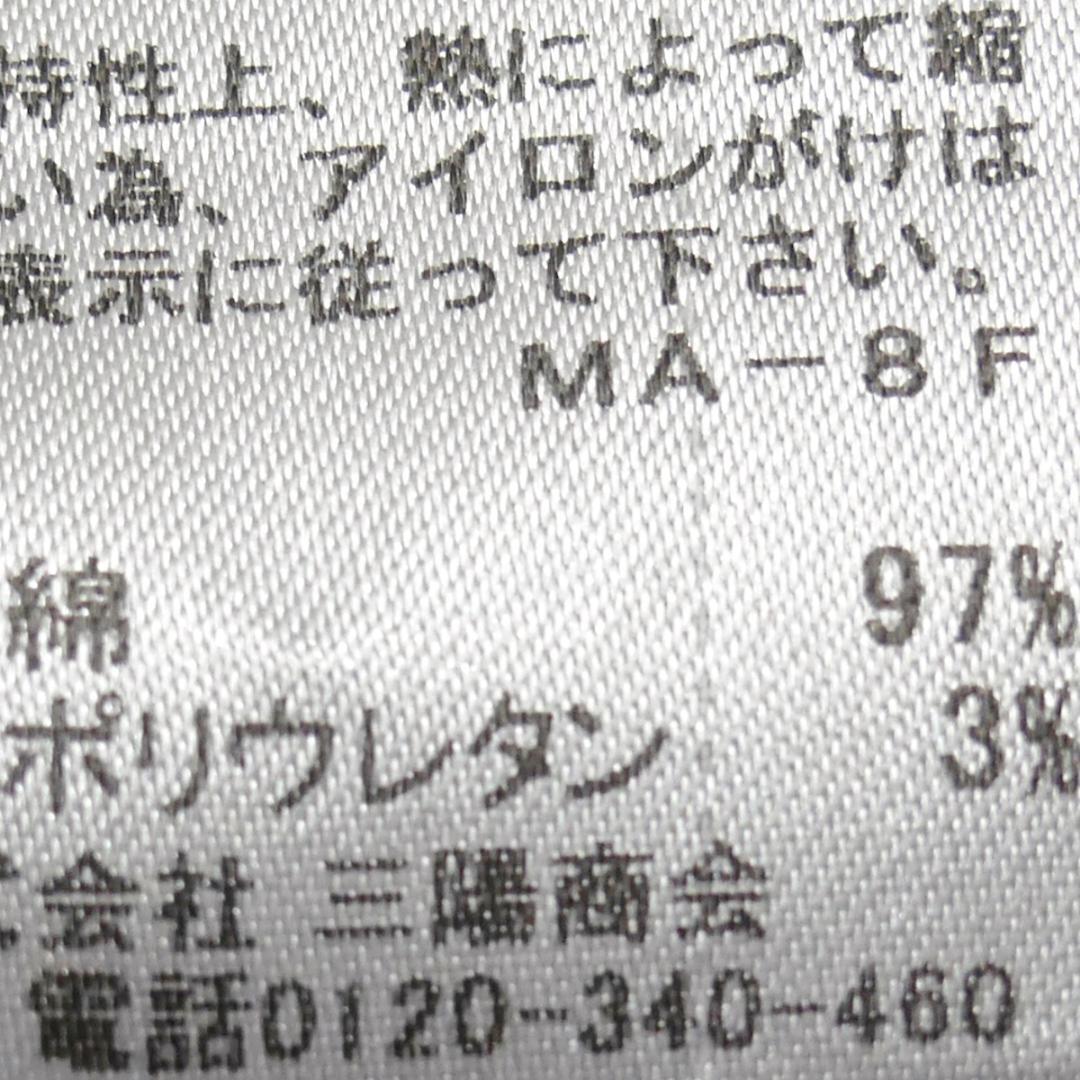 特性上、熱によって縮
い為、アイロンがけは
表示に従って下さい。
MA-8F
綿 97%
ポリウレタン 3%
会社 三陽商会
電話0120-340-460